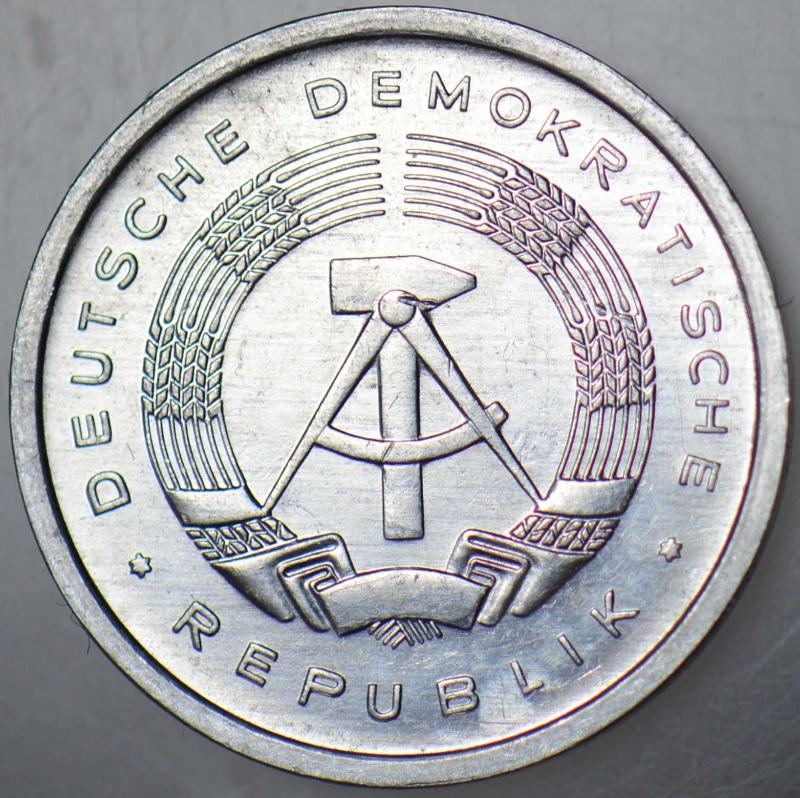 DEUTSCHE DEMOKRATISCHE
* REPUBLIK *